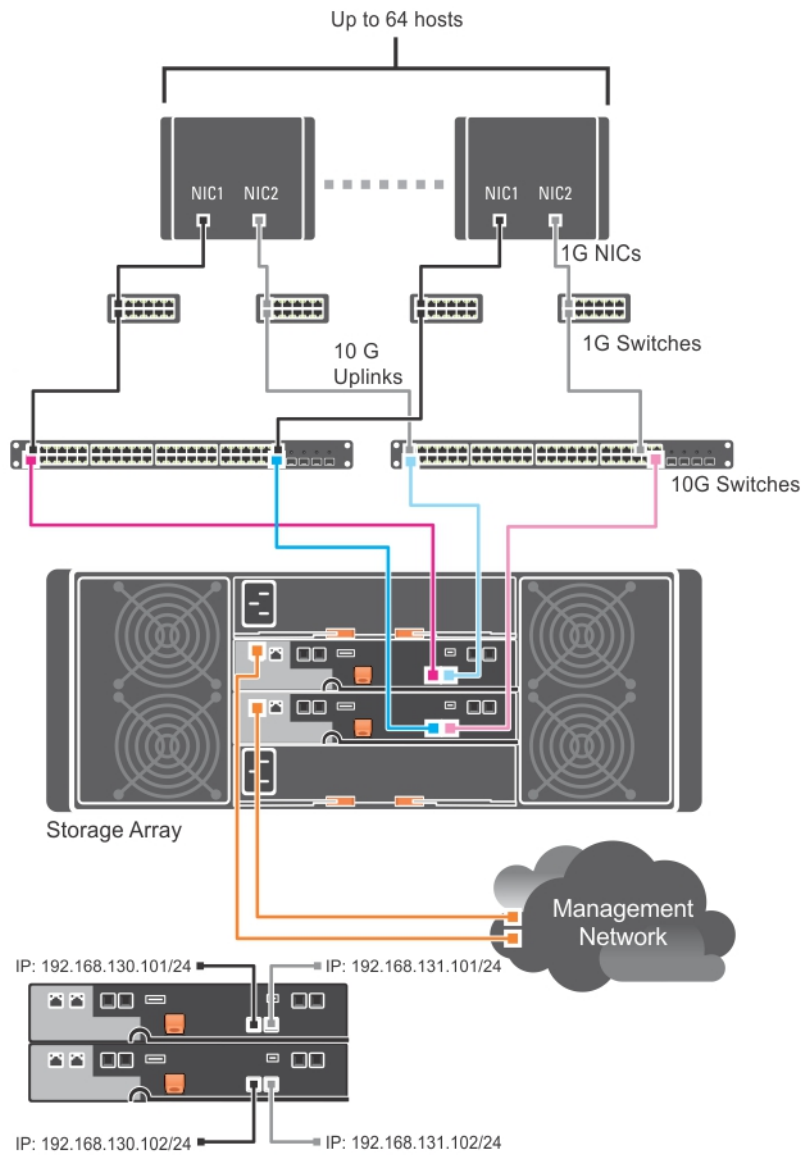 Up to 64 hosts
NIC1 NIC2
NIC1 NIC2
1G NICs
1G Switches
10 G
Uplinks
10G Switches
Storage Array
Management
Network
IP: 192.168.130.101/24
IP: 192.168.131.101/24
IP: 192.168.130.102/24
IP: 192.168.131.102/24